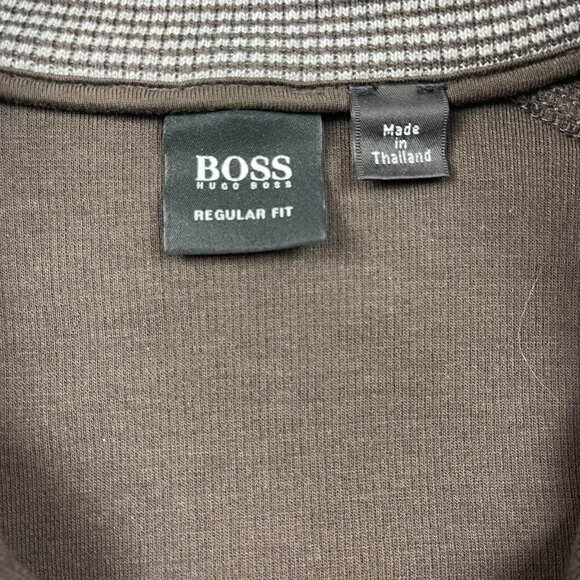 BOSS
HUGO BOSS
REGULAR FIT
Made
in
Thailand